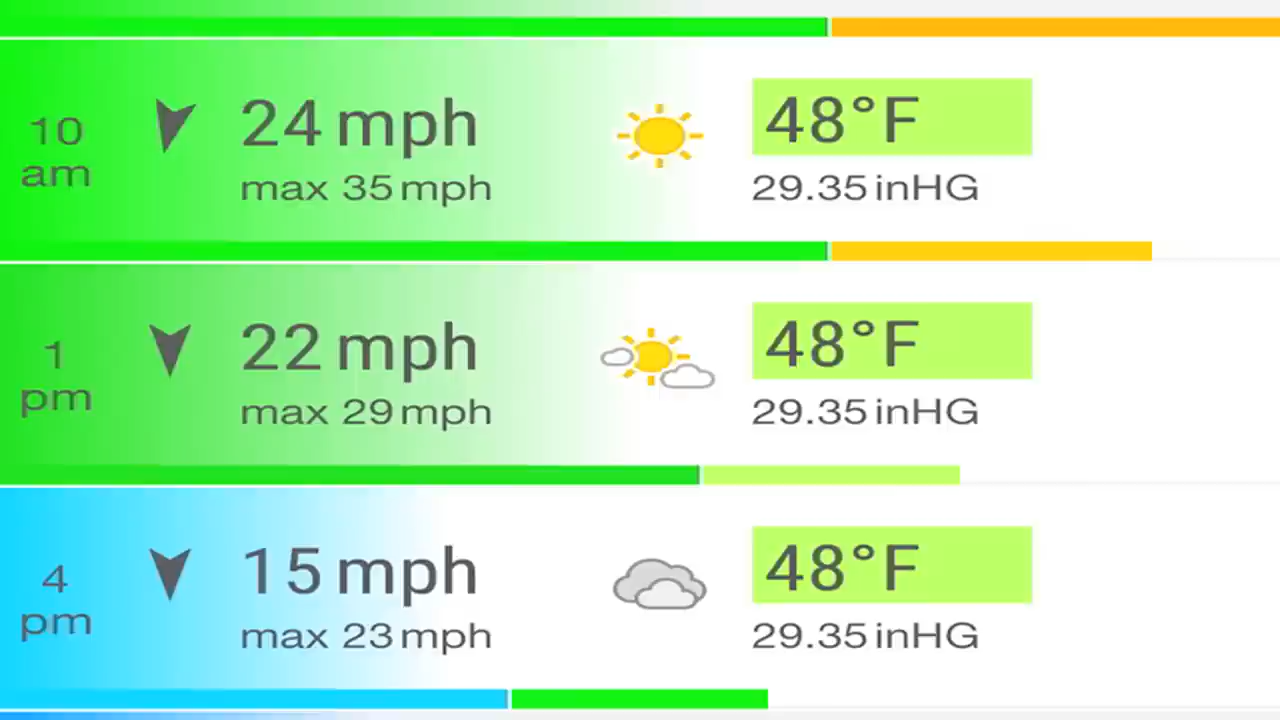 10 am
24 mph
48°F
max 35 mph
29.35 inHG
1 pm
22 mph
48°F
max 29 mph
29.35 inHG
4 pm
15 mph
48°F
max 23 mph
29.35 inHG